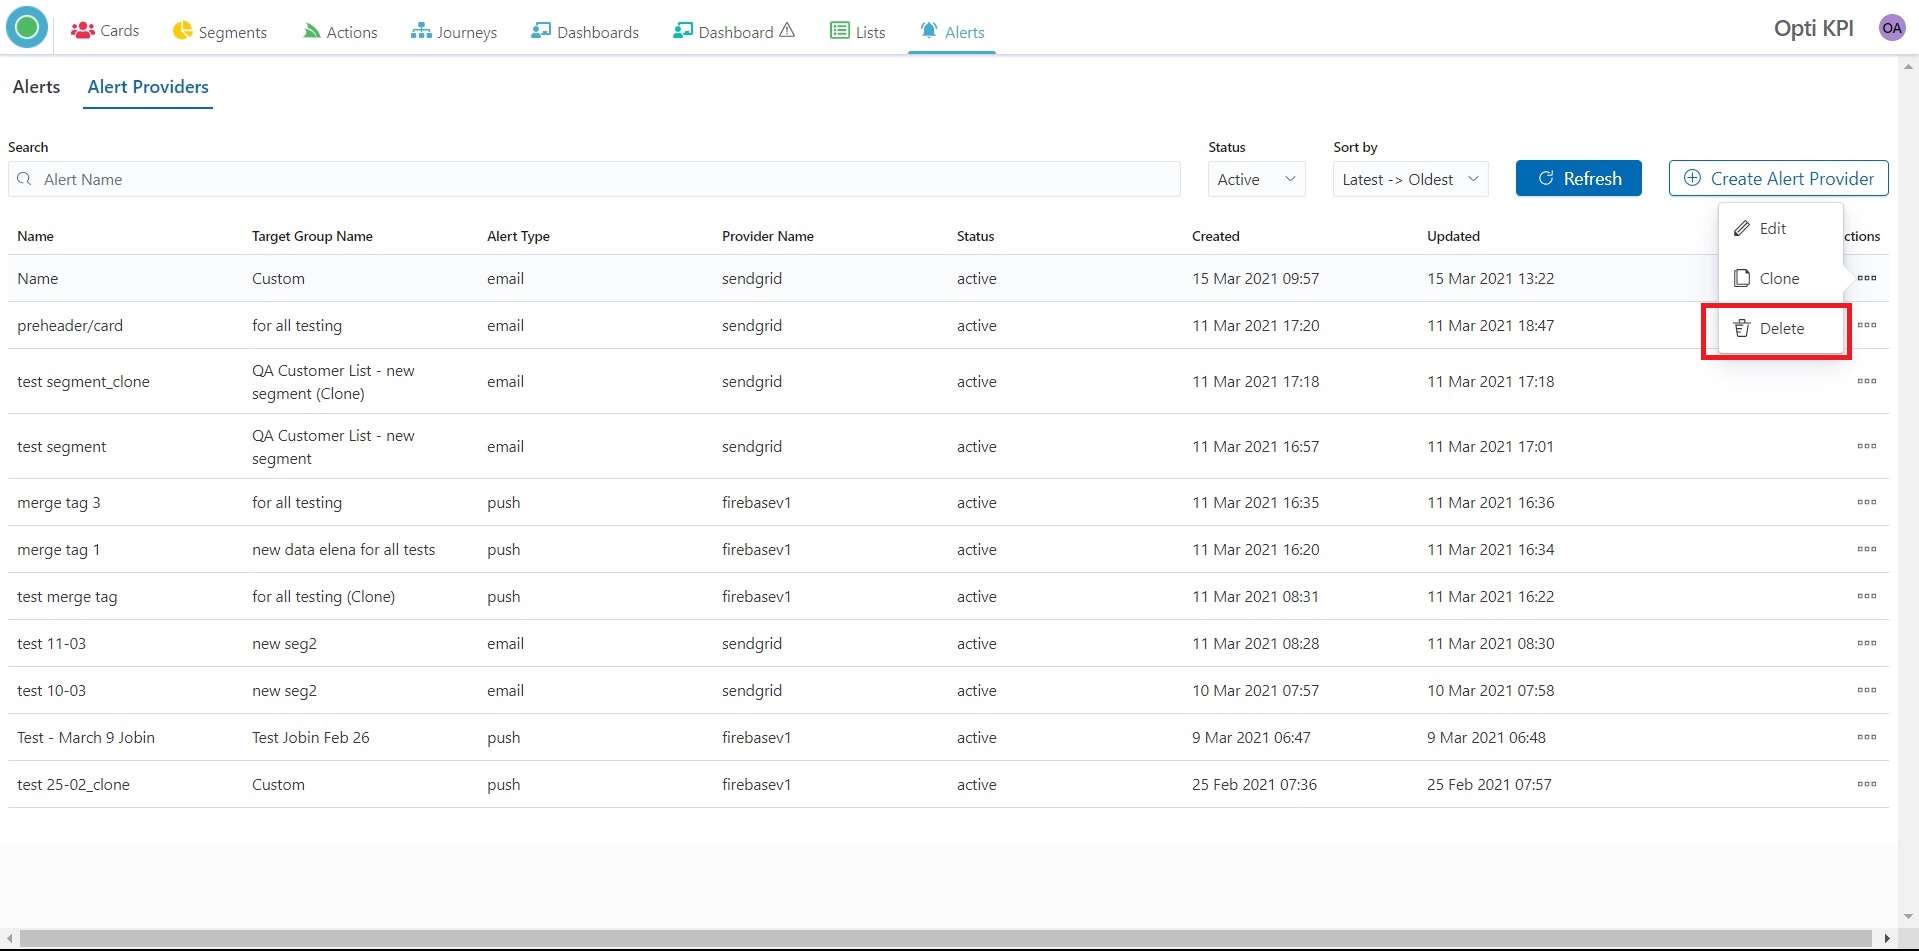 Cards Segments Actions Journeys Dashboards Dashboard Lists Alerts Opti KPI OA
Alerts Alert Providers
Search Status Sort by
Alert Name Active Latest -> Oldest Refresh Create Alert Provider
Edit
Name Target Group Name Alert Type Provider Name Status Created Updated ctions
Name Custom email sendgrid active 15 Mar 2021 09:57 15 Mar 2021 13:22 Clone
preheader/card for all testing email sendgrid active 11 Mar 2021 17:20 11 Mar 2021 18:47 Delete
test segment_clone QA Customer List - new
segment (Clone) email sendgrid active 11 Mar 2021 17:18 11 Mar 2021 17:18
test segment QA Customer List - new
segment email sendgrid active 11 Mar 2021 16:57 11 Mar 2021 17:01
merge tag 3 for all testing push firebasev1 active 11 Mar 2021 16:35 11 Mar 2021 16:36
merge tag 1 new data elena for all tests push firebasev1 active 11 Mar 2021 16:20 11 Mar 2021 16:34
test merge tag for all testing (Clone) push firebasev1 active 11 Mar 2021 08:31 11 Mar 2021 16:22
test 11-03 new seg2 email sendgrid active 11 Mar 2021 08:28 11 Mar 2021 08:30
test 10-03 new seg2 email sendgrid active 10 Mar 2021 07:57 10 Mar 2021 07:58
Test - March 9 Jobin Test Jobin Feb 26 push firebasev1 active 9 Mar 2021 06:47 9 Mar 2021 06:48
test 25-02_clone Custom push firebasev1 active 25 Feb 2021 07:36 25 Feb 2021 07:57